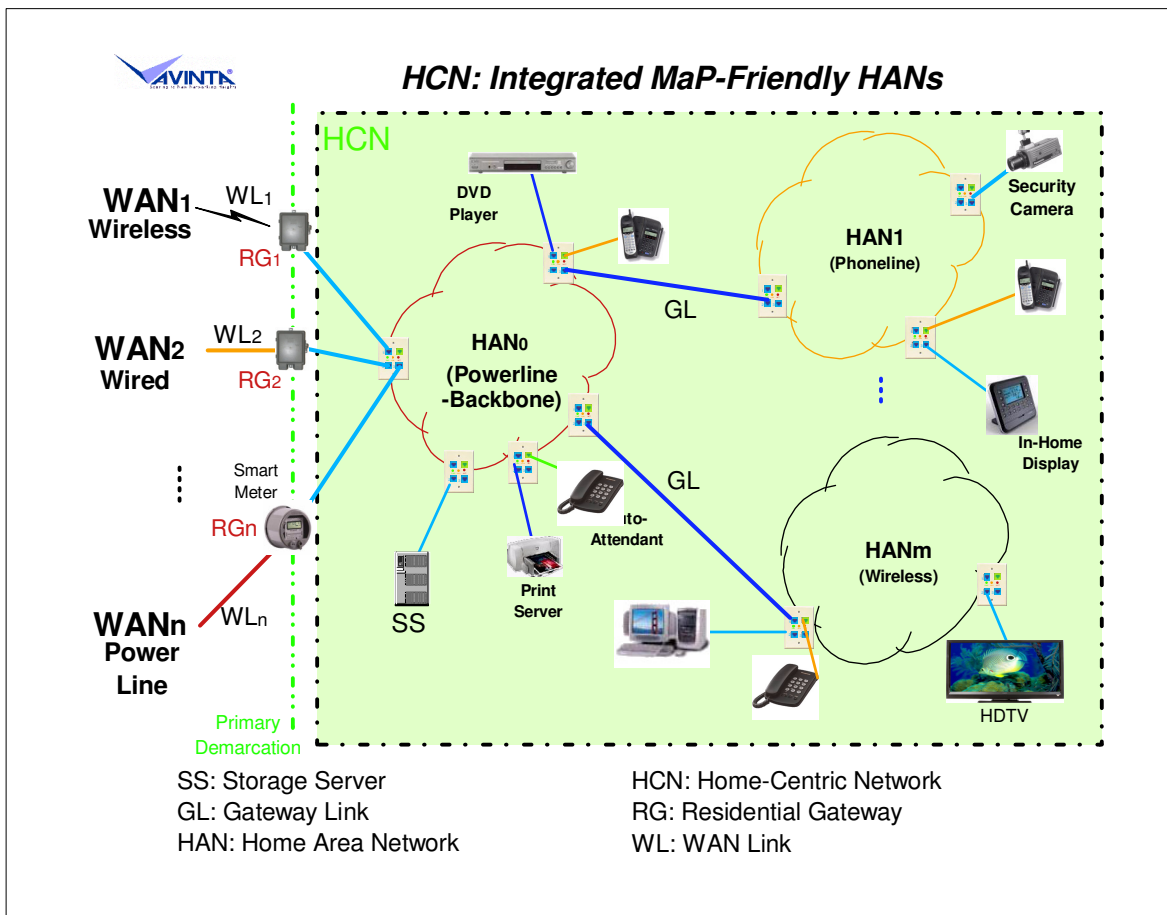 AVINTA®
HCN: Integrated MaP-Friendly HANs
HCN
WAN1
Wireless
WL1
RG1
WAN2
Wired
WL2
RG2
Smart
Meter
RGn
WLn
WANn
Power
Line
Primary
Demarcation
DVD
Player
HAN0
(Powerline
-Backbone)
GL
GL
HAN1
(Phoneline)
Security
Camera
In-Home
Display
uto-
Attendant
Print
Server
SS
HANm
(Wireless)
HDTV
SS: Storage Server
GL: Gateway Link
HAN: Home Area Network
HCN: Home-Centric Network
RG: Residential Gateway
WL: WAN Link